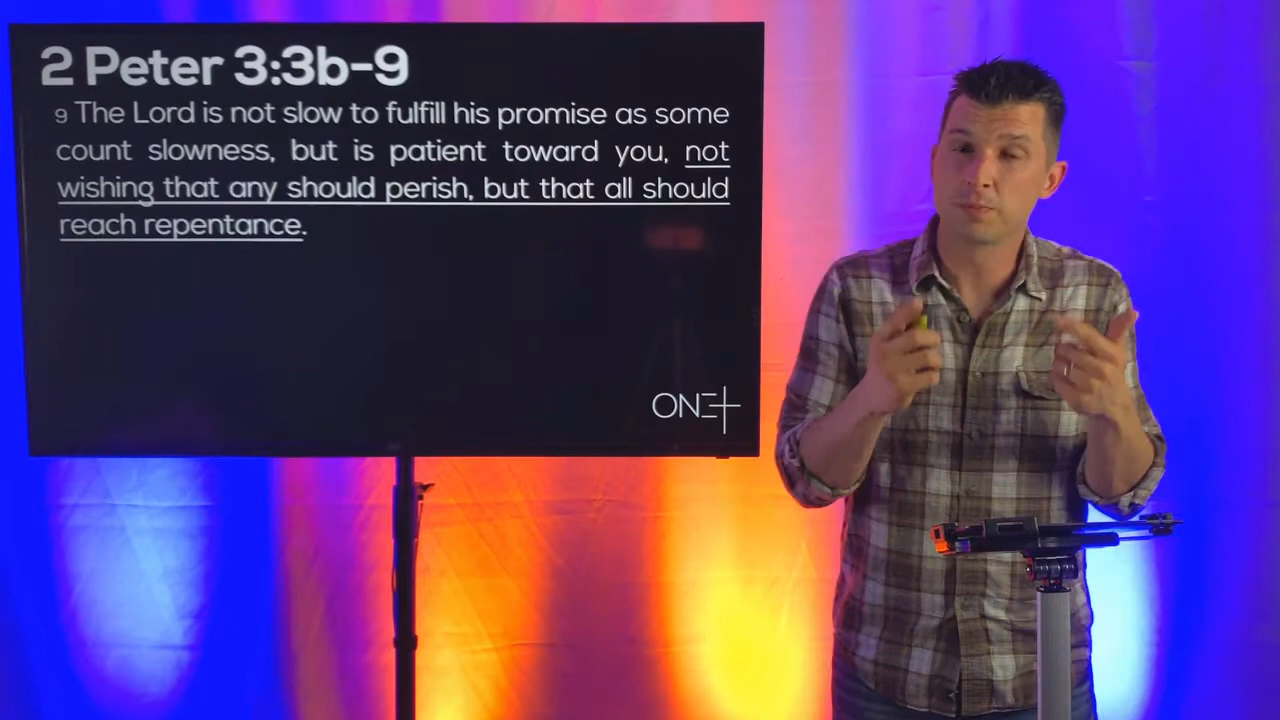 2 Peter 3:3b-9
9 The Lord is not slow to fulfill his promise as some
count slowness, but is patient toward you, not
wishing that any should perish, but that all should
reach repentance.
ONE